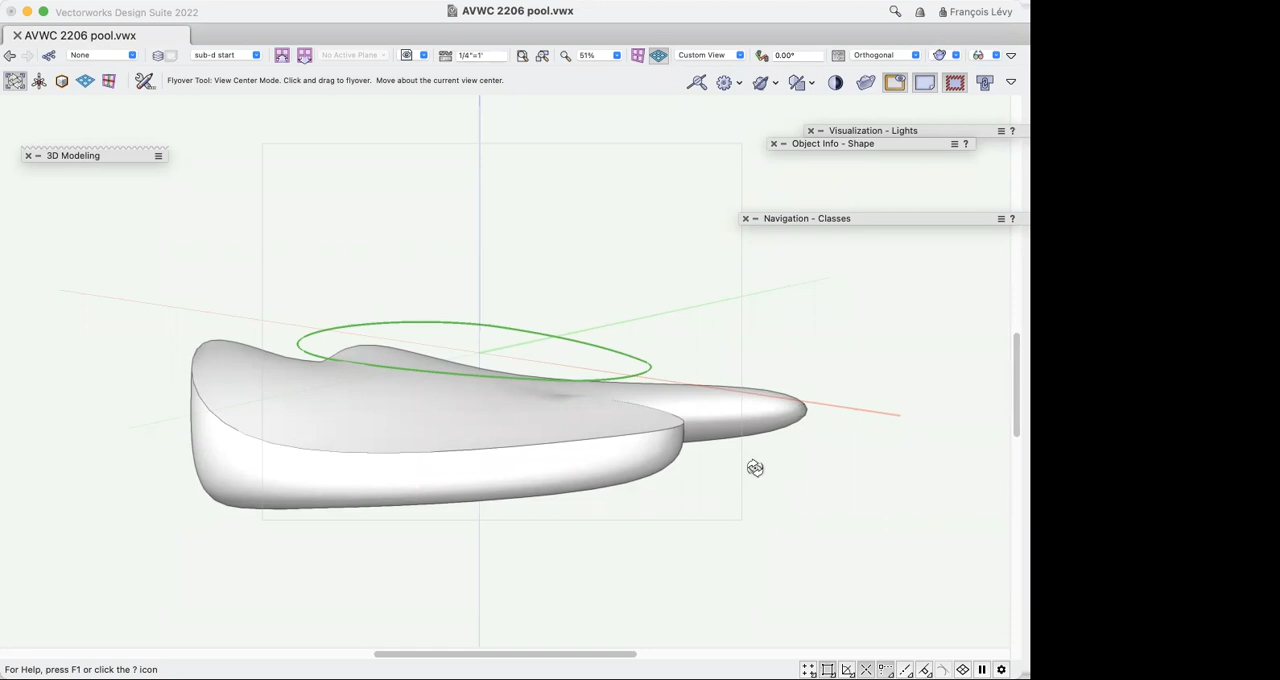 Vectorworks Design Suite 2022
AVWC 2206 pool.vwx
François Lévy
AVWC 2206 pool.vwx
None
sub-d start
No Active Plane
1/4"=1'
51%
Custom View
0.00°
Orthogonal
Flyover Tool: View Center Mode. Click and drag to flyover. Move about the current view center.
Visualization - Lights
?
Object Info - Shape
?
3D Modeling
Navigation - Classes
?
For Help, press F1 or click the ? icon